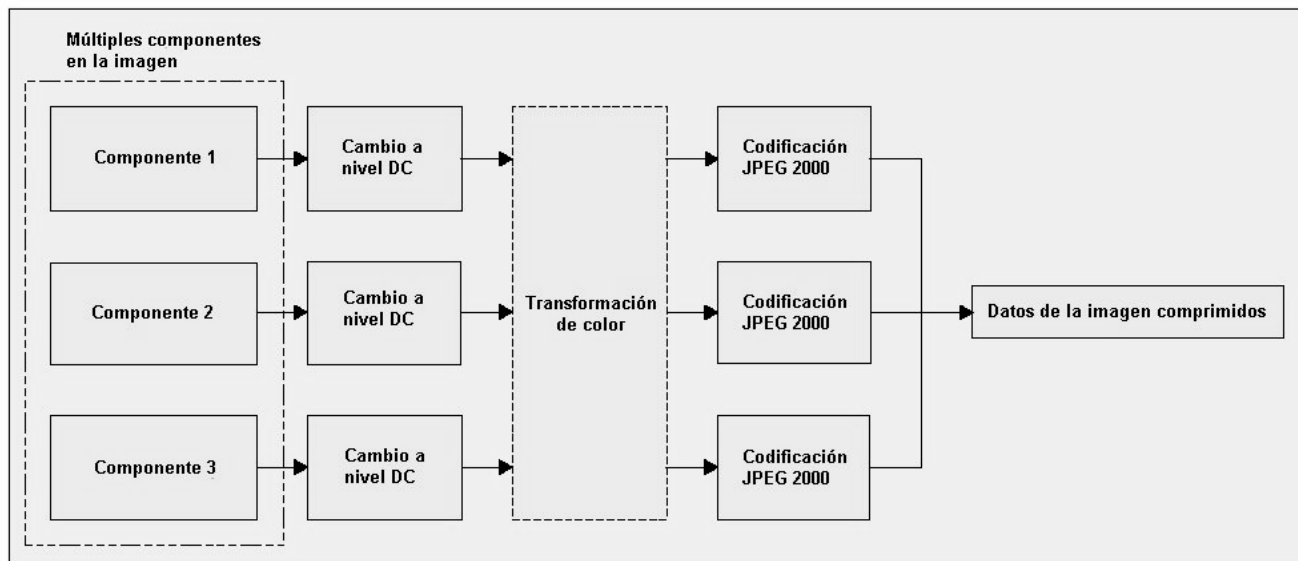 Múltiples componentes
en la imagen
Componente 1
Cambio a
nivel DC
Codificación
JPEG 2000
Componente 2
Cambio a
nivel DC
Transformación
de color
Codificación
JPEG 2000
Datos de la imagen comprimidos
Componente 3
Cambio a
nivel DC
Codificación
JPEG 2000